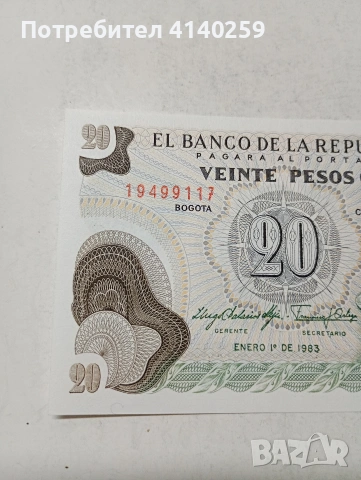 Потребител 4140259
20
EL BANCO DE LA REPU
PAGARA AL PORTA
VEINTE PESOS
19499117
BOGOTA
20
GERENTE
SECRETARIO
ENERO 1º DE 1983
20
bazar